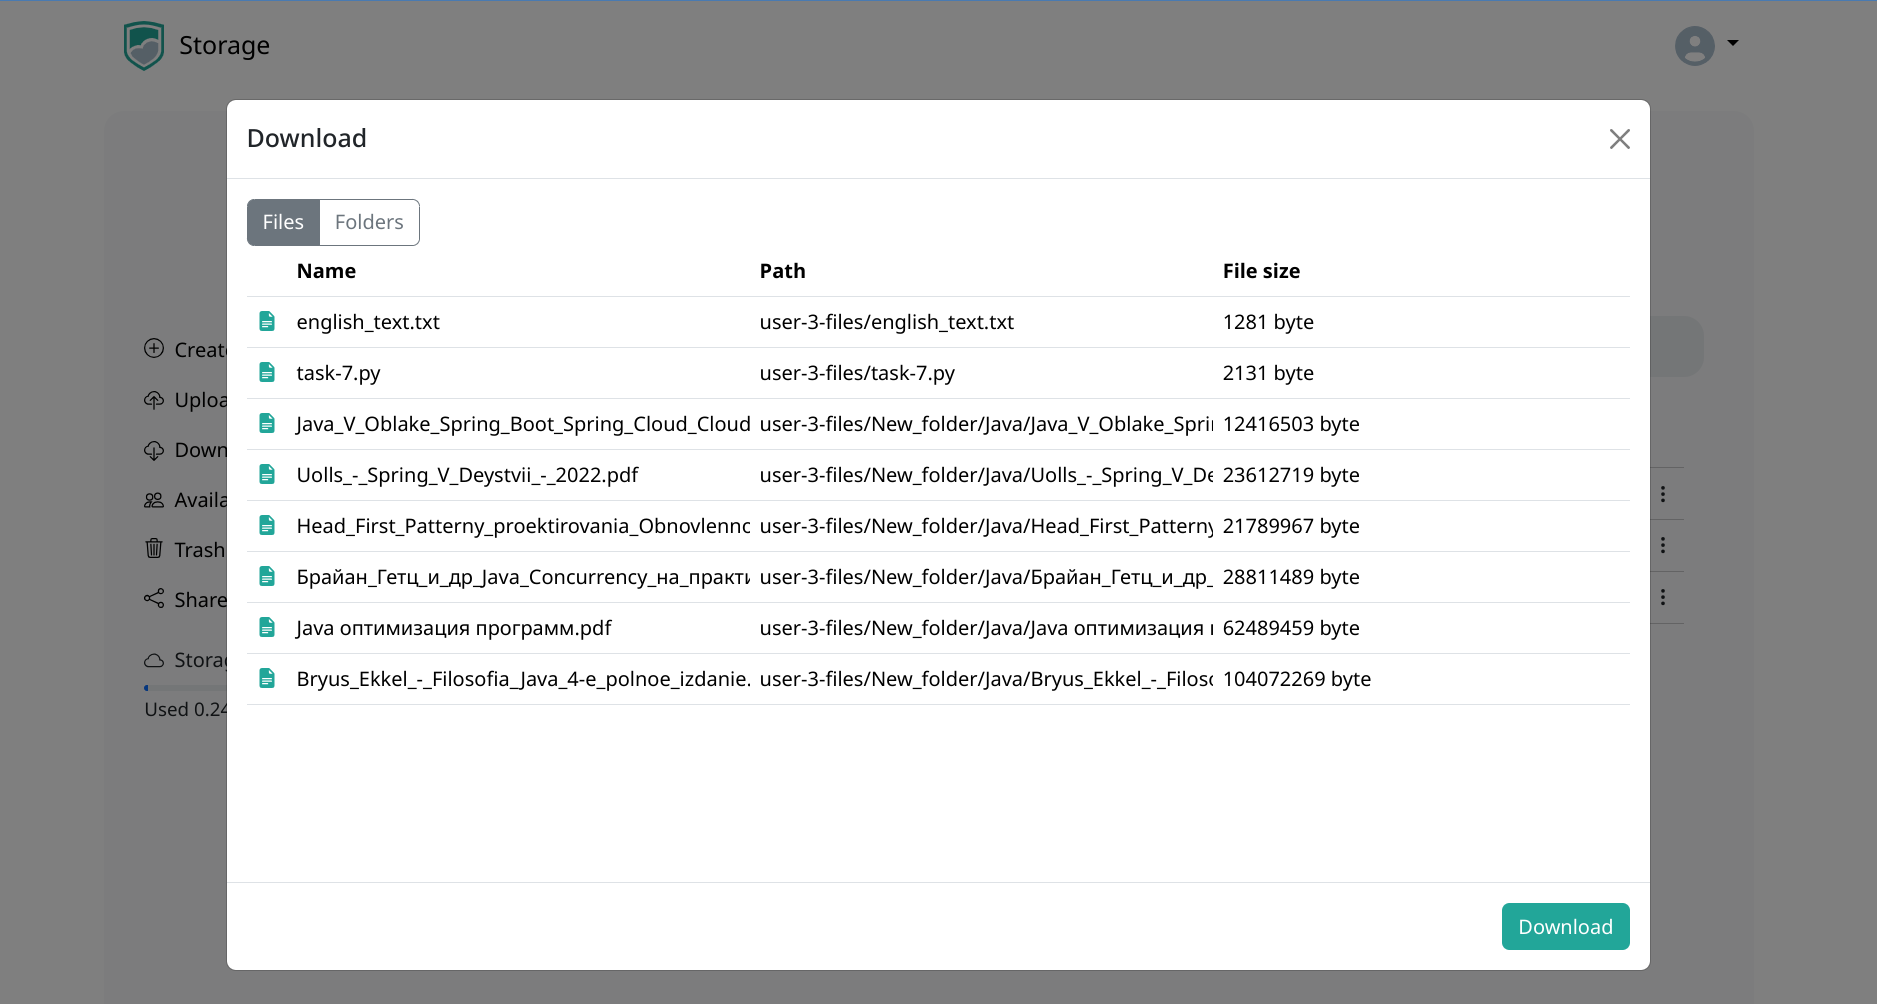 Storage
Download
Files Folders
Name Path File size
english_text.txt user-3-files/english_text.txt 1281 byte
task-7.py user-3-files/task-7.py 2131 byte
Java_V_Oblake_Spring_Boot_Spring_Cloud_Cloud user-3-files/New_folder/Java/Java_V_Oblake_Spri 12416503 byte
Uolls_-_Spring_V_Deystvii_-_2022.pdf user-3-files/New_folder/Java/Uolls_-_Spring_V_De 23612719 byte
Head_First_Patterny_proektirovania_Obnovlenno user-3-files/New_folder/Java/Head_First_Patterny 21789967 byte
Брайан_Гетц_и_др_Java_Concurrency_на_практи user-3-files/New_folder/Java/Брайан_Гетц_и_др_ 28811489 byte
Java оптимизация программ.pdf user-3-files/New_folder/Java/Java оптимизация 62489459 byte
Bryus_Ekkel_-_Filosofia_Java_4-e_polnoe_izdanie. user-3-files/New_folder/Java/Bryus_Ekkel_-_Filoso 104072269 byte
Create
Uploa
Down
Availa
Trash
Share
Storag
Used 0.24
Download